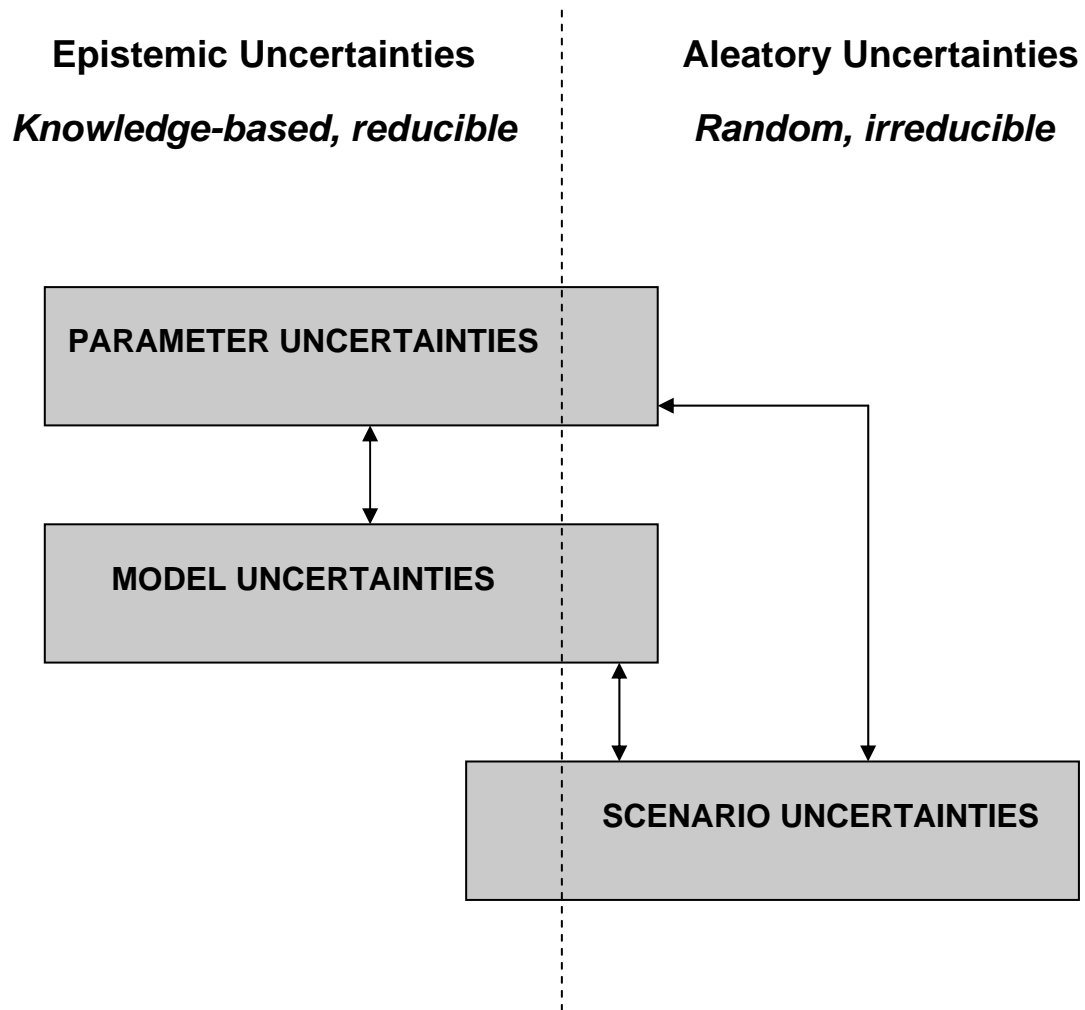 Epistemic Uncertainties
Knowledge-based, reducible
Aleatory Uncertainties
Random, irreducible
PARAMETER UNCERTAINTIES
MODEL UNCERTAINTIES
SCENARIO UNCERTAINTIES